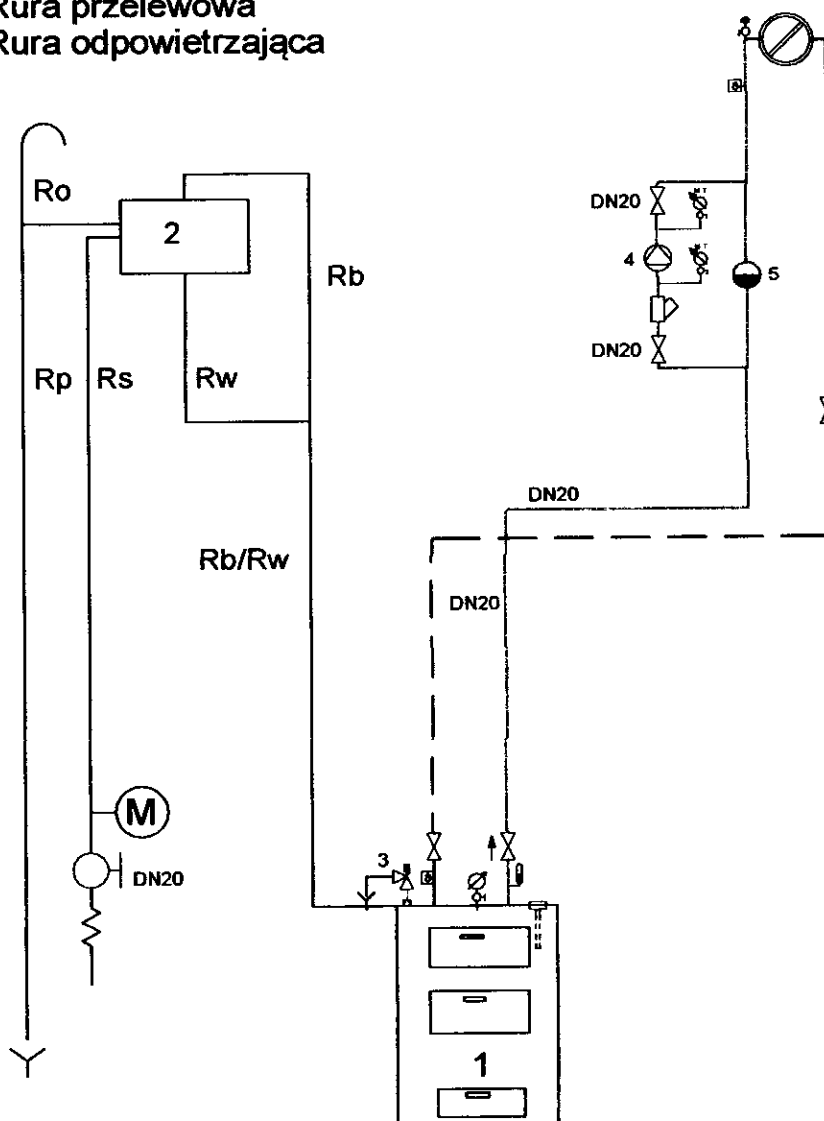 Rura przelewowa
Rura odpowietrzająca
Ro
2
Rb
DN20
4
5
DN20
Rp
Rs
Rw
DN20
Rb/Rw
DN20
M
3
DN20
1